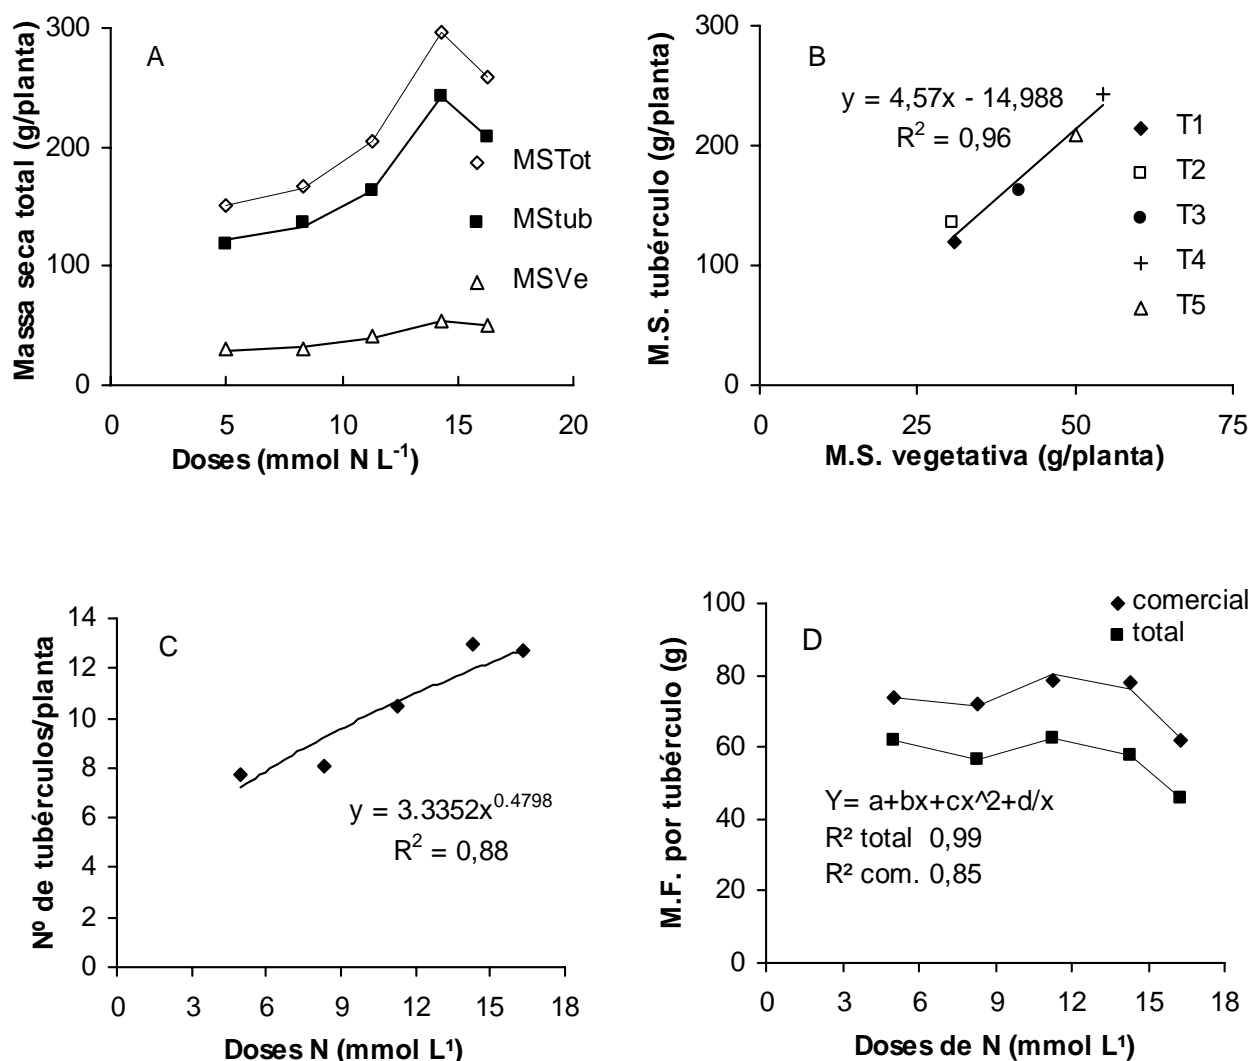 A
Massa seca total (g/planta)
300
200
100
0
0 5 10 15 20
Doses (mmol N L⁻¹)
MSTot
MStub
MSVe
B
M.S. tubérculo (g/planta)
300
200
100
0
0 25 50 75
M.S. vegetativa (g/planta)
y = 4,57x - 14,988
R² = 0,96
T1
T2
T3
T4
T5
C
Nº de tubérculos/planta
14
12
10
8
6
4
2
0
0 3 6 9 12 15 18
Doses N (mmol L¹)
y = 3.3352x^0.4798
R² = 0,88
D
M.F. por tubérculo (g)
100
80
60
40
20
0
0 3 6 9 12 15 18
Doses de N (mmol L¹)
comercial
total
Y= a+bx+cx^2+d/x
R² total 0,99
R² com. 0,85